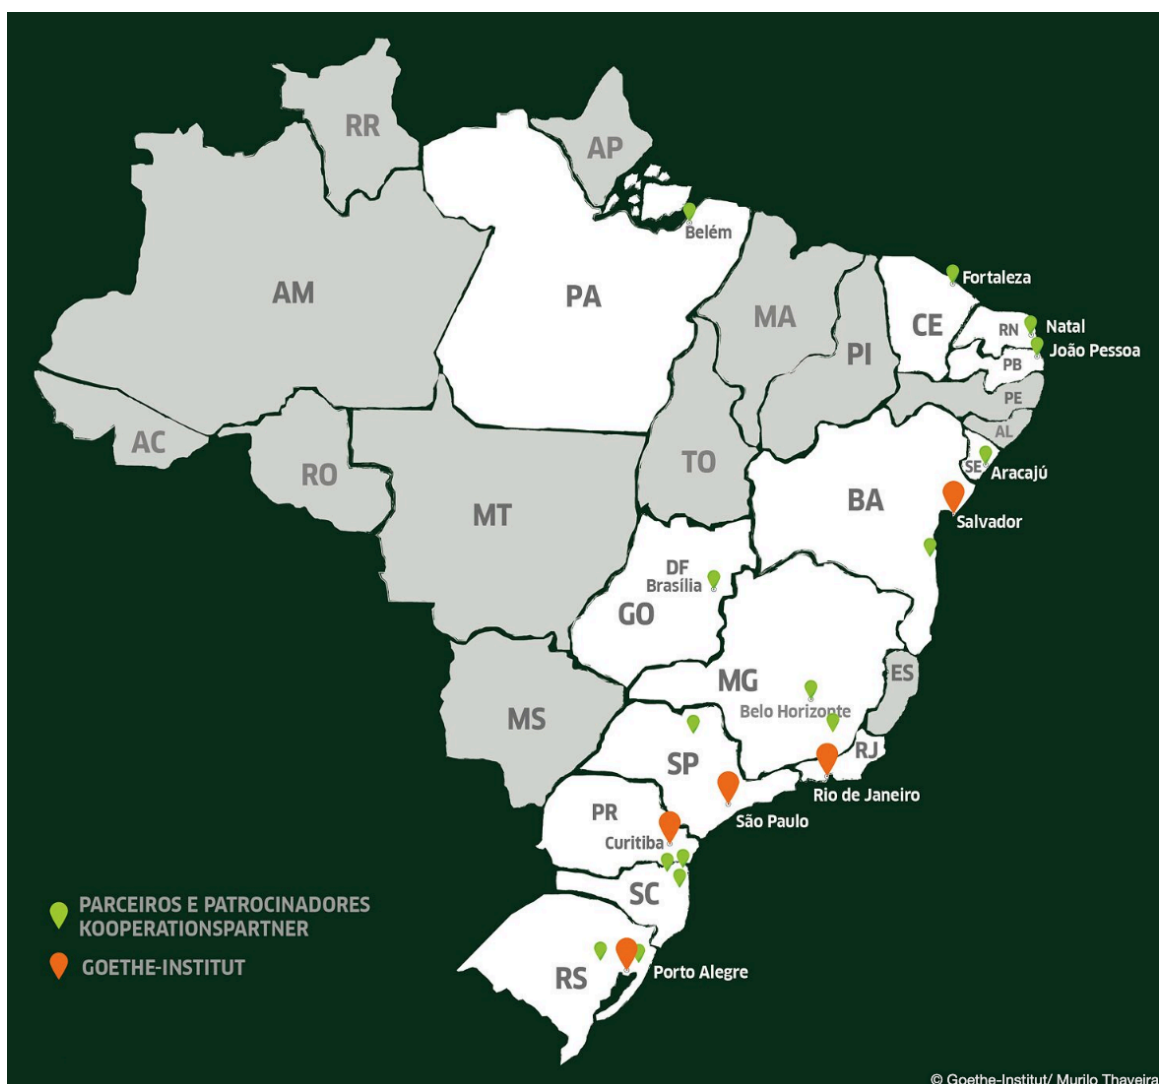 RR
AP
Belém
AM
PA
MA
PI
CE
Fortaleza
RN
Natal
João Pessoa
PB
PE
AL
AC
RO
TO
SE
Aracajú
MT
BA
Salvador
DF
Brasília
GO
ES
MG
Belo Horizonte
MS
SP
RJ
Rio de Janeiro
PR
São Paulo
Curitiba
SC
PARCEIROS E PATROCINADORES
KOOPERATIONSPARTNER
GOETHE-INSTITUT
RS
Porto Alegre
© Goethe-Institut/ Murilo Thaveira